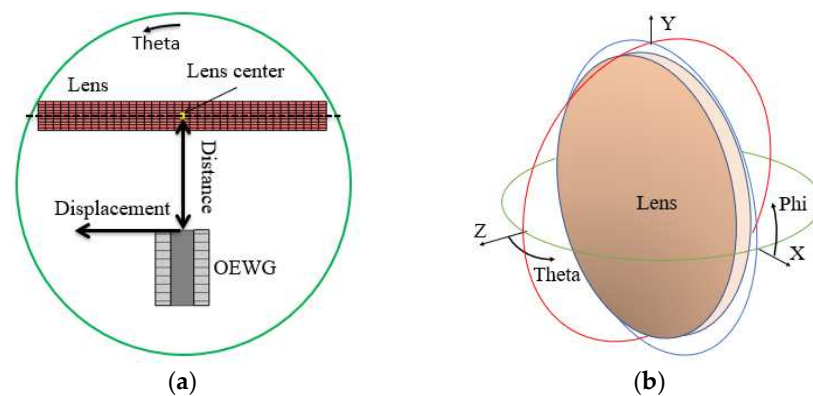 Theta
Lens center
Lens
Distance
Displacement
OEWG
(a)
Y
Lens
Phi
Z
X
Theta
(b)